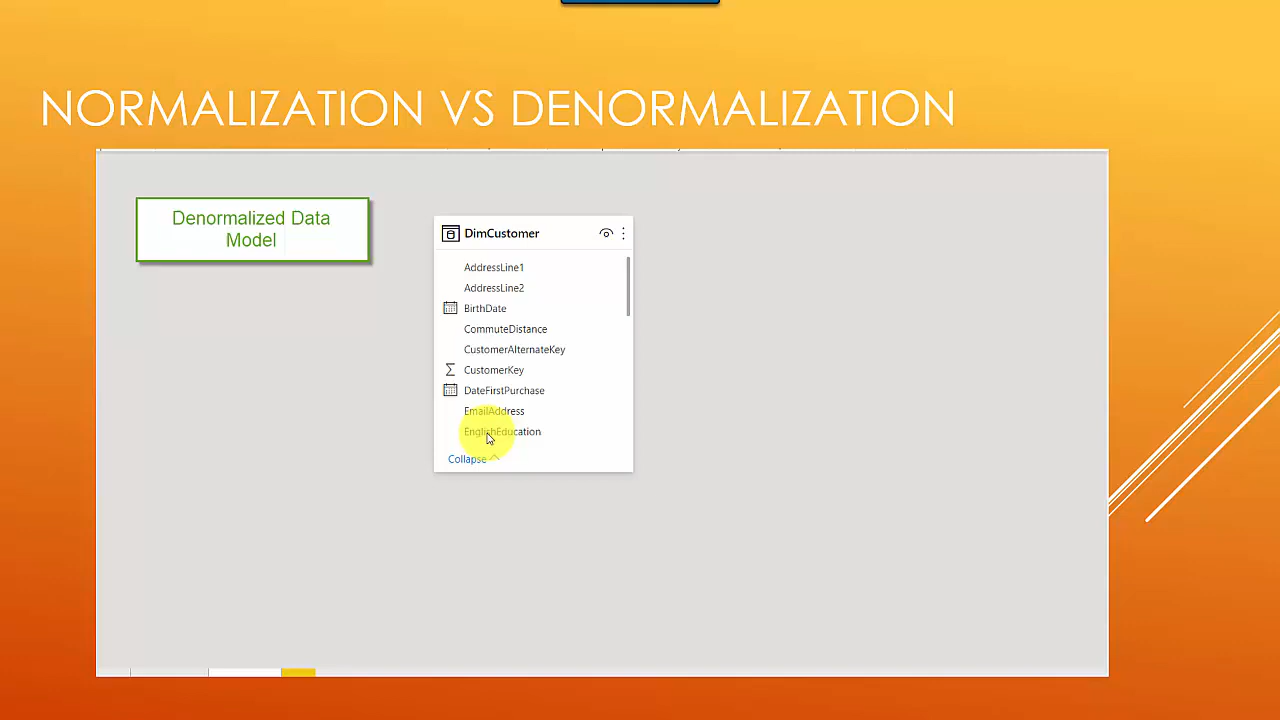 NORMALIZATION VS DENORMALIZATION
Denormalized Data
Model
DimCustomer
AddressLine1
AddressLine2
BirthDate
CommuteDistance
CustomerAlternateKey
CustomerKey
DateFirstPurchase
EmailAddress
EnglishEducation
Collapse